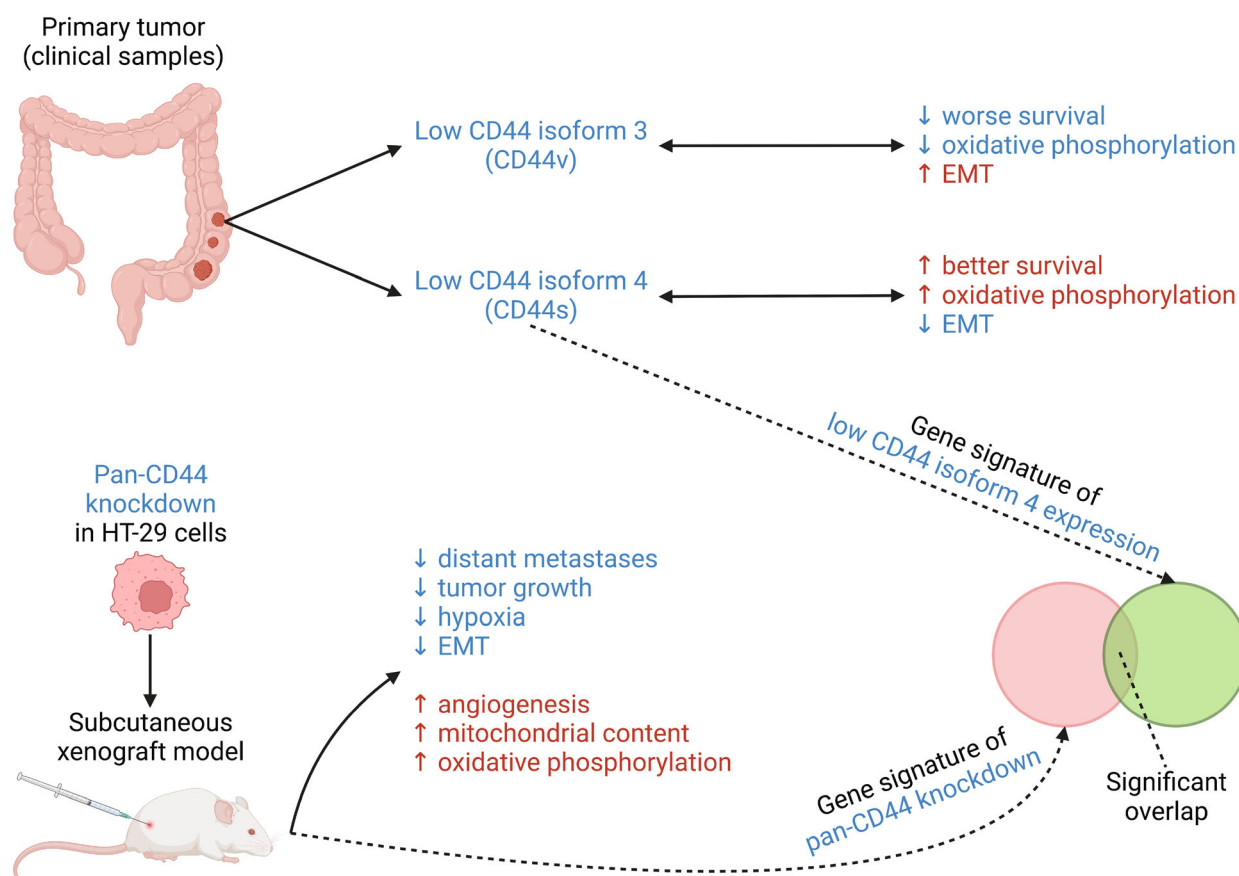 Primary tumor
(clinical samples)
Low CD44 isoform 3
(CD44v)
↓ worse survival
↓ oxidative phosphorylation
↑ EMT
Low CD44 isoform 4
(CD44s)
↑ better survival
↑ oxidative phosphorylation
↓ EMT
Gene signature of
low CD44 isoform 4 expression
Pan-CD44
knockdown
in HT-29 cells
Subcutaneous
xenograft model
↓ distant metastases
↓ tumor growth
↓ hypoxia
↓ EMT
↑ angiogenesis
↑ mitochondrial content
↑ oxidative phosphorylation
Gene signature of
pan-CD44 knockdown
Significant
overlap